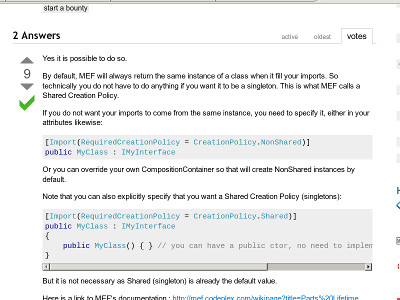 start a bounty
2 Answers
active oldest votes
Yes it is possible to do so.
9
By default, MEF will always return the same instance of a class when it fill your imports. So
technically you do not have to do anything if you want it to be a singleton. This is what MEF calls a
Shared Creation Policy.
If you do not want your imports to come from the same instance, you need to specify it, either in your
attributes likewise:
[Import(RequiredCreationPolicy = CreationPolicy.NonShared)]
public MyClass : IMyInterface
Or you can override your own CompositionContainer so that will create NonShared instances by
default.
Note that you can also explicitly specify that you want a Shared Creation Policy (singletons):
[Import(RequiredCreationPolicy = CreationPolicy.Shared)]
public MyClass : IMyInterface
{
public MyClass() { } // you can have a public ctor, no need to implem
}
But it is not necessary as Shared (singleton) is already the default value.
Here is a link to MEF's documentation : http://mef.codeplex.com/wikipage?title=Parts%20Lifetime